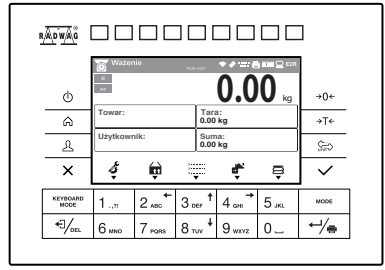 RADWAG®
Ważenie
E2R
0.00 kg
→0←
Towar:
Tara:
0.00 kg
→T←
Użytkownik:
Suma:
0.00 kg
KEYBOARD MODE
1 .,?!
2 ABC
3 DEF
4 GHI
5 JKL
MODE
/DEL
6 MNO
7 PQRS
8 TUV
9 WXYZ
0